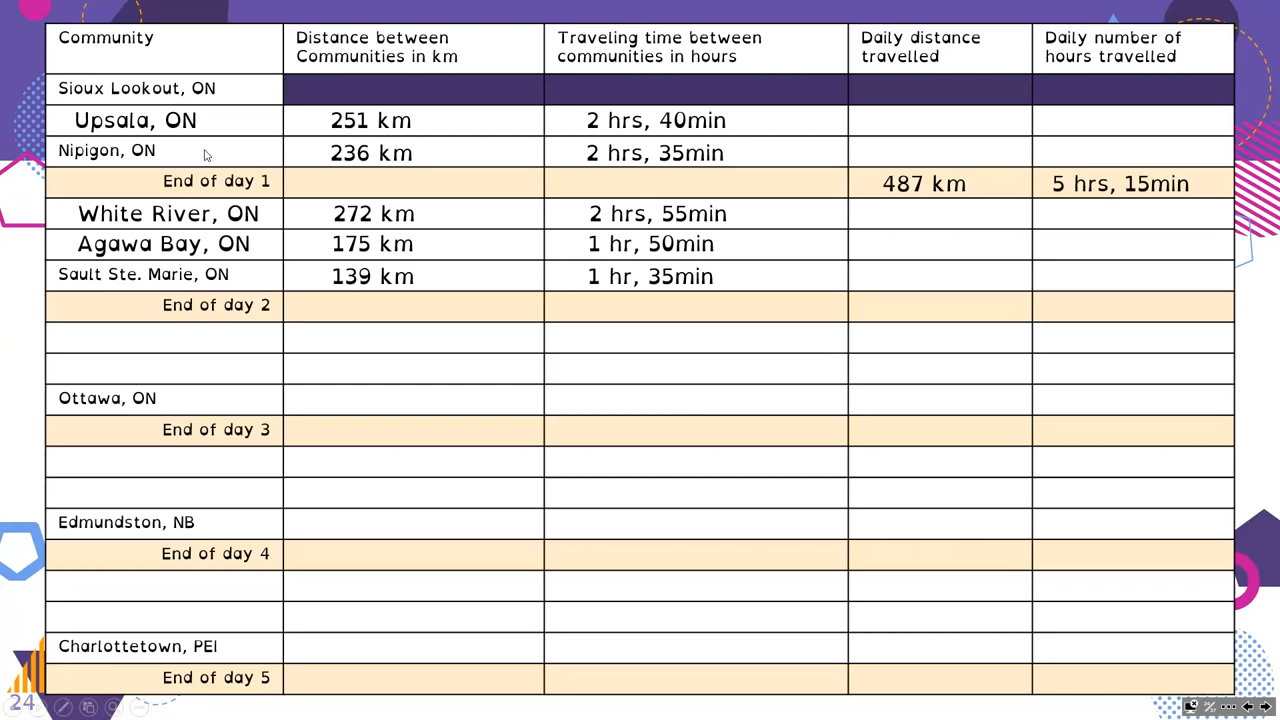 Community
Distance between
Communities in km
Traveling time between
communities in hours
Daily distance
travelled
Daily number of
hours travelled
Sioux Lookout, ON
Upsala, ON 251 km 2 hrs, 40min
Nipigon, ON 236 km 2 hrs, 35min
End of day 1 487 km 5 hrs, 15min
White River, ON 272 km 2 hrs, 55min
Agawa Bay, ON 175 km 1 hr, 50min
Sault Ste. Marie, ON 139 km 1 hr, 35min
End of day 2
Ottawa, ON
End of day 3
Edmundston, NB
End of day 4
Charlottetown, PEI
End of day 5
24